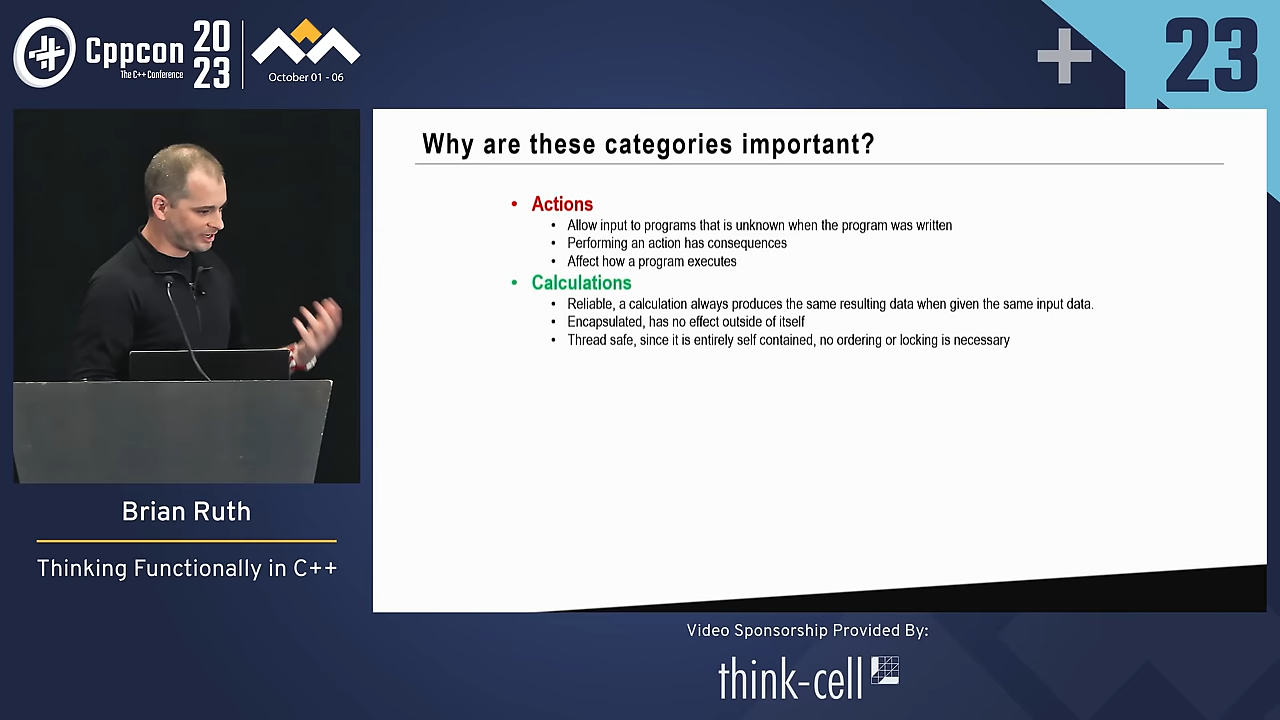 Cppcon
The C++ Conference
20
23
October 01 - 06
23
Why are these categories important?
• Actions
• Allow input to programs that is unknown when the program was written
• Performing an action has consequences
• Affect how a program executes
• Calculations
• Reliable, a calculation always produces the same resulting data when given the same input data.
• Encapsulated, has no effect outside of itself
• Thread safe, since it is entirely self contained, no ordering or locking is necessary
Brian Ruth
Thinking Functionally in C++
Video Sponsorship Provided By:
think-cell